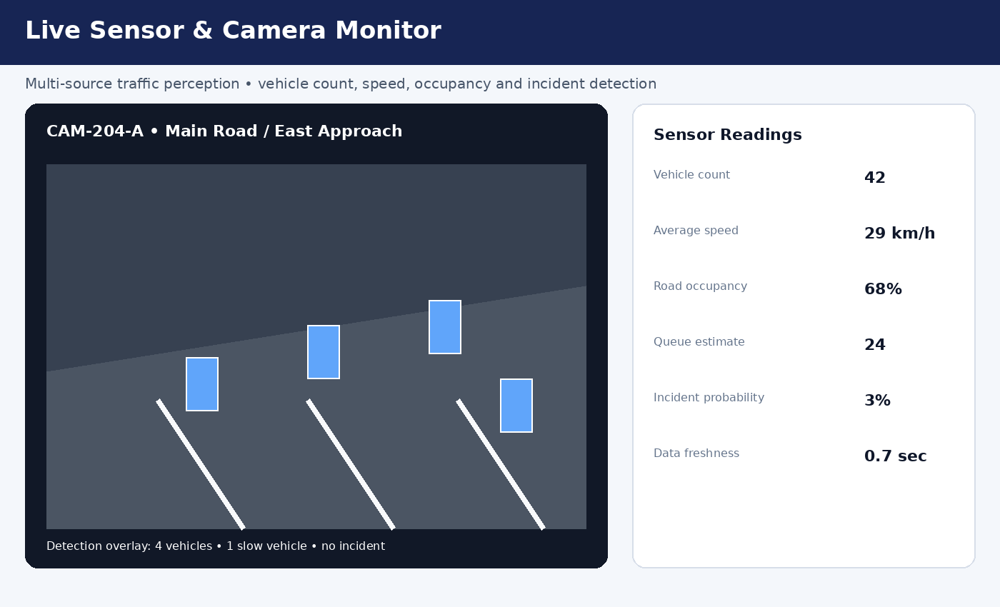 Live Sensor & Camera Monitor
Multi-source traffic perception • vehicle count, speed, occupancy and incident detection
CAM-204-A • Main Road / East Approach
Detection overlay: 4 vehicles • 1 slow vehicle • no incident
Sensor Readings
Vehicle count 42
Average speed 29 km/h
Road occupancy 68%
Queue estimate 24
Incident probability 3%
Data freshness 0.7 sec